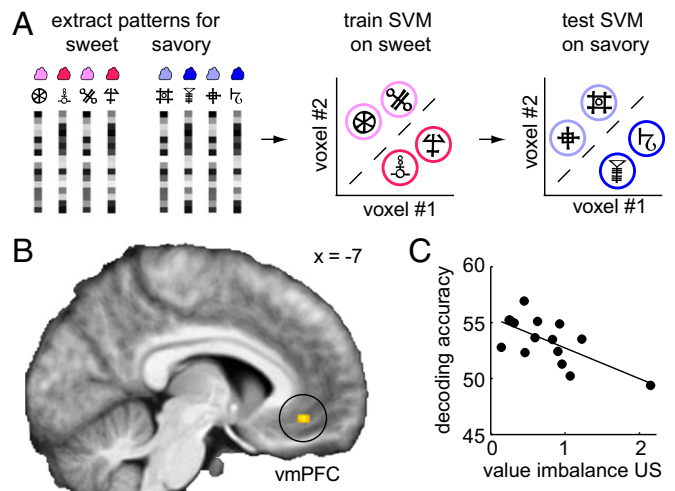 A
extract patterns for
sweet savory
train SVM
on sweet
test SVM
on savory
voxel #2
voxel #1
voxel #2
voxel #1
B
x = -7
vmPFC
C
60
55
50
45
decoding accuracy
0 1 2
value imbalance US